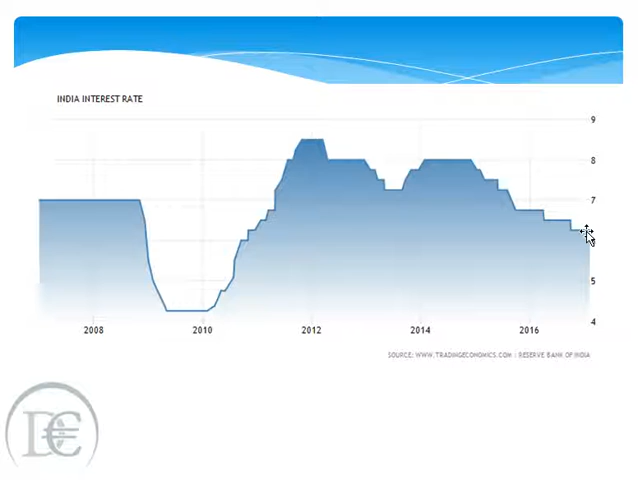 INDIA INTEREST RATE
9
8
7
5
4
2008 2010 2012 2014 2016
SOURCE: WWW.TRADINGECONOMICS.COM : RESERVE BANK OF INDIA